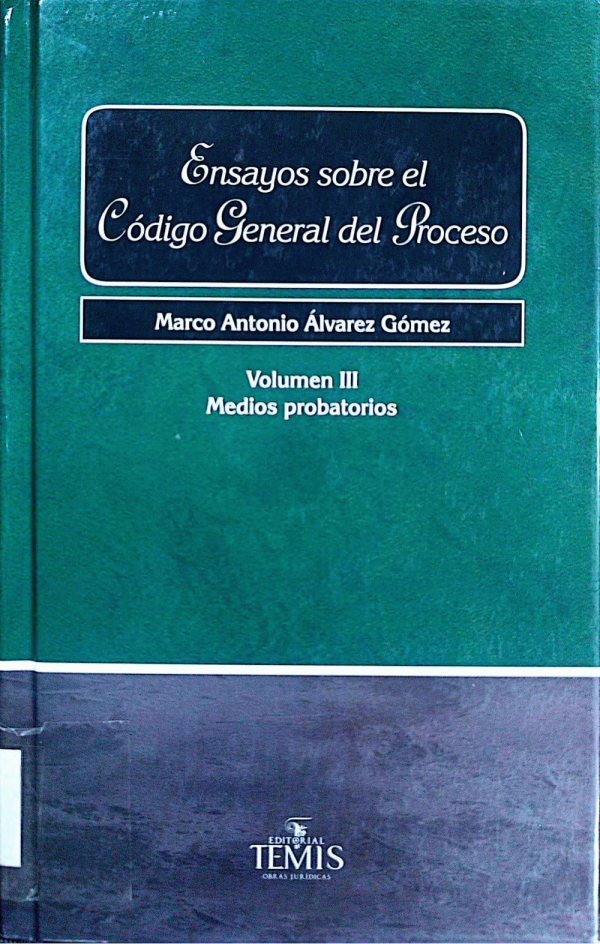 Ensayos sobre el
Código General del Proceso
Marco Antonio Álvarez Gómez
Volumen III
Medios probatorios
EDITORIAL
TEMIS
OBRAS JURÍDICAS